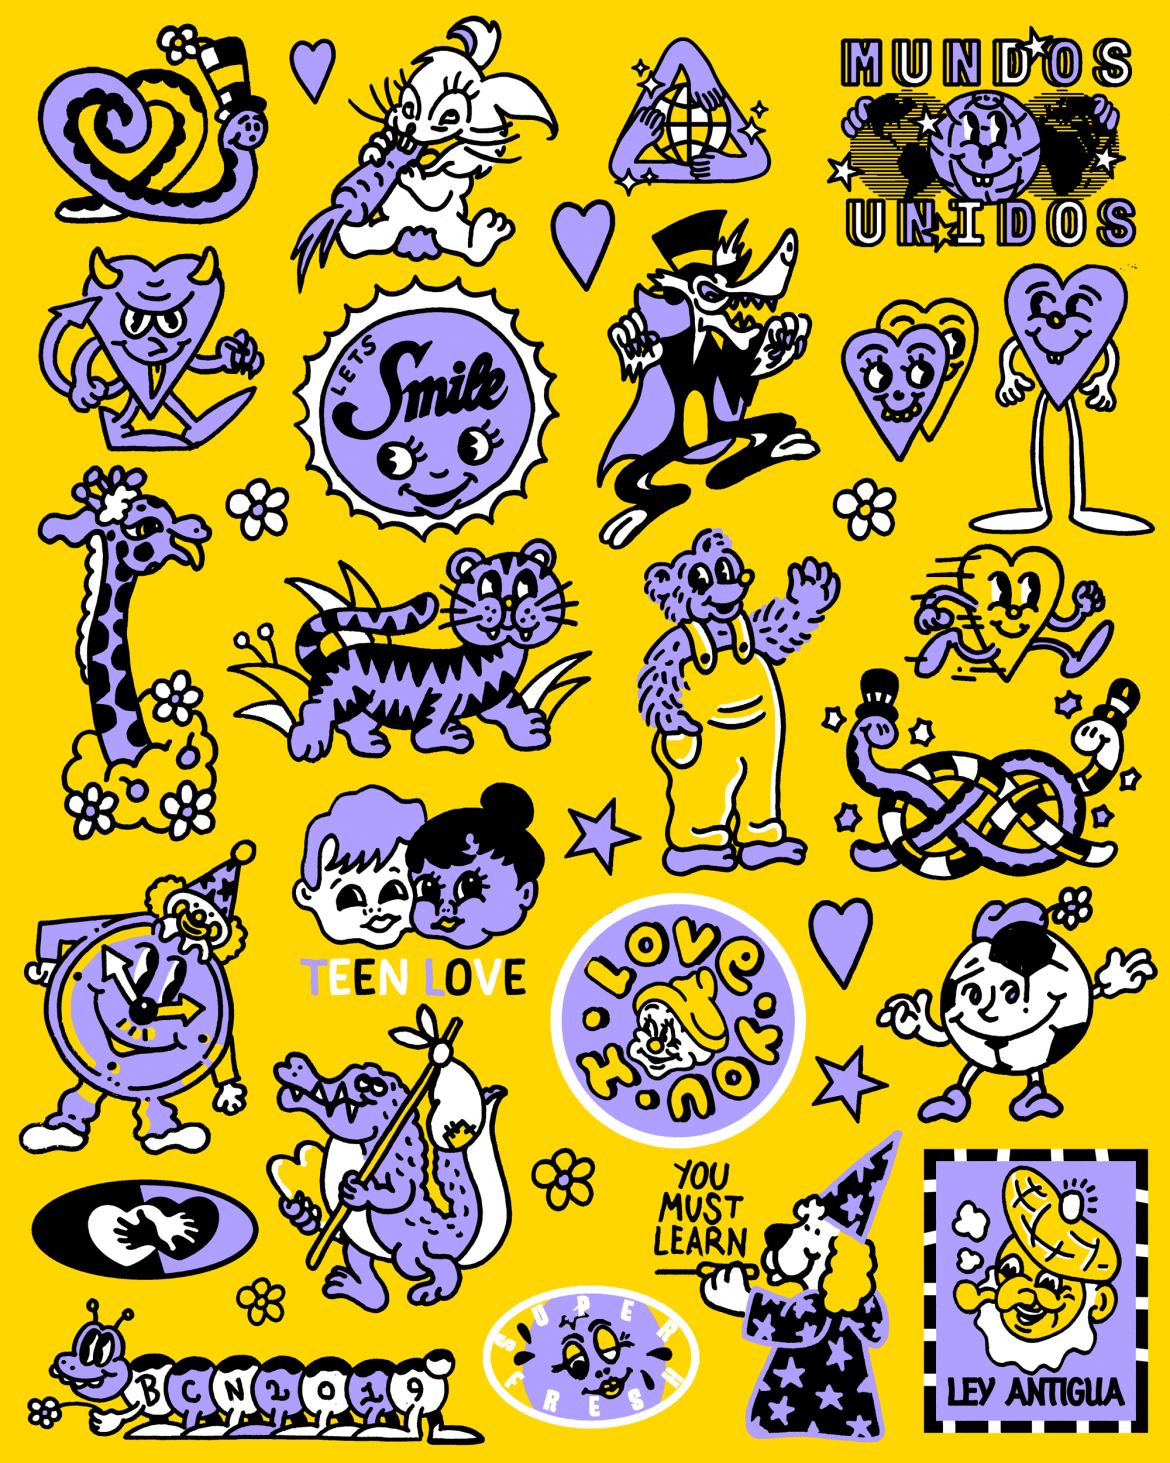 MUNDOS
UNIDOS
LETS
Smile
TEEN LOVE
I · LOVE · YOU ·
YOU
MUST
LEARN
SUPER
FRESH
LEY ANTIGUA
BCN2019